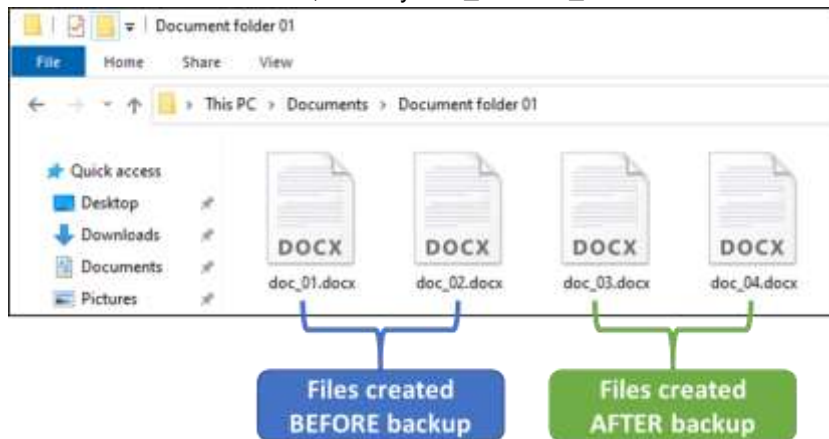 Document folder 01
File Home Share View
This PC > Documents > Document folder 01
Quick access
Desktop
Downloads
Documents
Pictures
DOCX DOCX DOCX DOCX
doc_01.docx doc_02.docx doc_03.docx doc_04.docx
Files created Files created
BEFORE backup AFTER backup